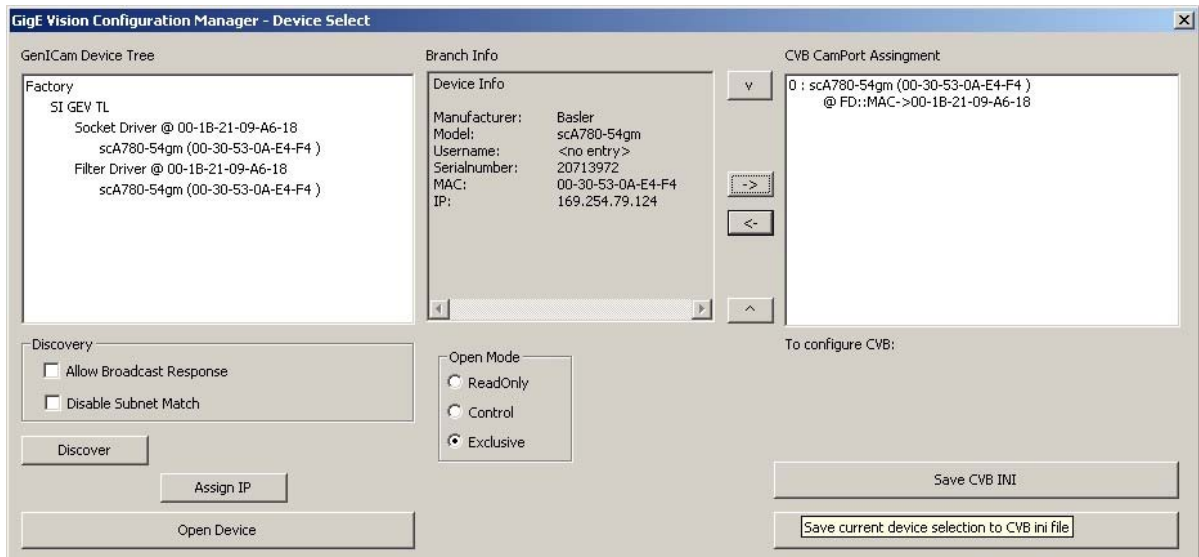 GigE Vision Configuration Manager - Device Select
GenICam Device Tree
Factory
SI GEV TL
Socket Driver @ 00-1B-21-09-A6-18
scA780-54gm (00-30-53-0A-E4-F4 )
Filter Driver @ 00-1B-21-09-A6-18
scA780-54gm (00-30-53-0A-E4-F4 )
Branch Info
Device Info
Manufacturer: Basler
Model: scA780-54gm
Username: <no entry>
Serialnumber: 20713972
MAC: 00-30-53-0A-E4-F4
IP: 169.254.79.124
v
->
<-
^
CVB CamPort Assingment
0 : scA780-54gm (00-30-53-0A-E4-F4 )
@ FD::MAC->00-1B-21-09-A6-18
Discovery
Allow Broadcast Response
Disable Subnet Match
Open Mode
ReadOnly
Control
Exclusive
To configure CVB:
Discover
Assign IP
Open Device
Save CVB INI
Save current device selection to CVB ini file